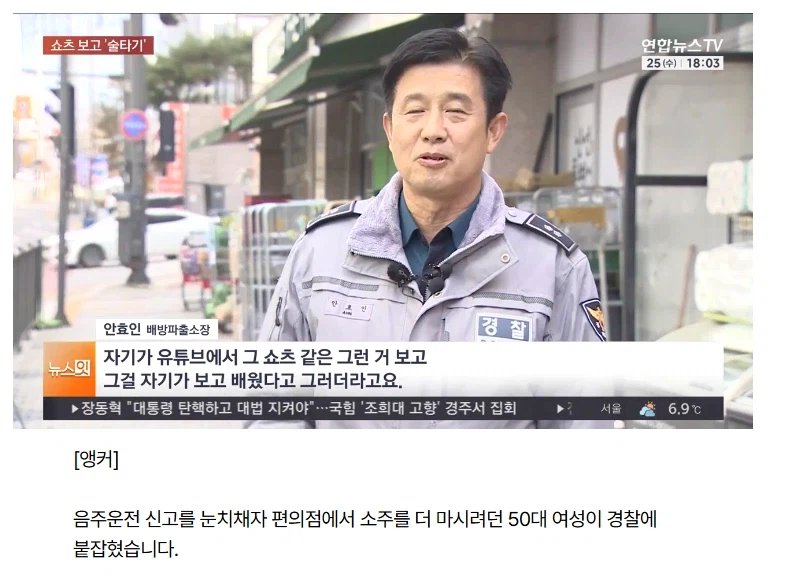 쇼츠 보고 '술타기'
연합뉴스TV
25(수) 18:03
안효인
경찰
안효인 배방파출소장
뉴스잇
자기가 유튜브에서 그 쇼츠 같은 그런 거 보고
그걸 자기가 보고 배웠다고 그러더라고요.
▶장동혁 "대통령 탄핵하고 대법 지켜야"…국힘 '조희대 고향' 경주서 집회
서울 6.9℃
[앵커]
음주운전 신고를 눈치채자 편의점에서 소주를 더 마시려던 50대 여성이 경찰에
붙잡혔습니다.